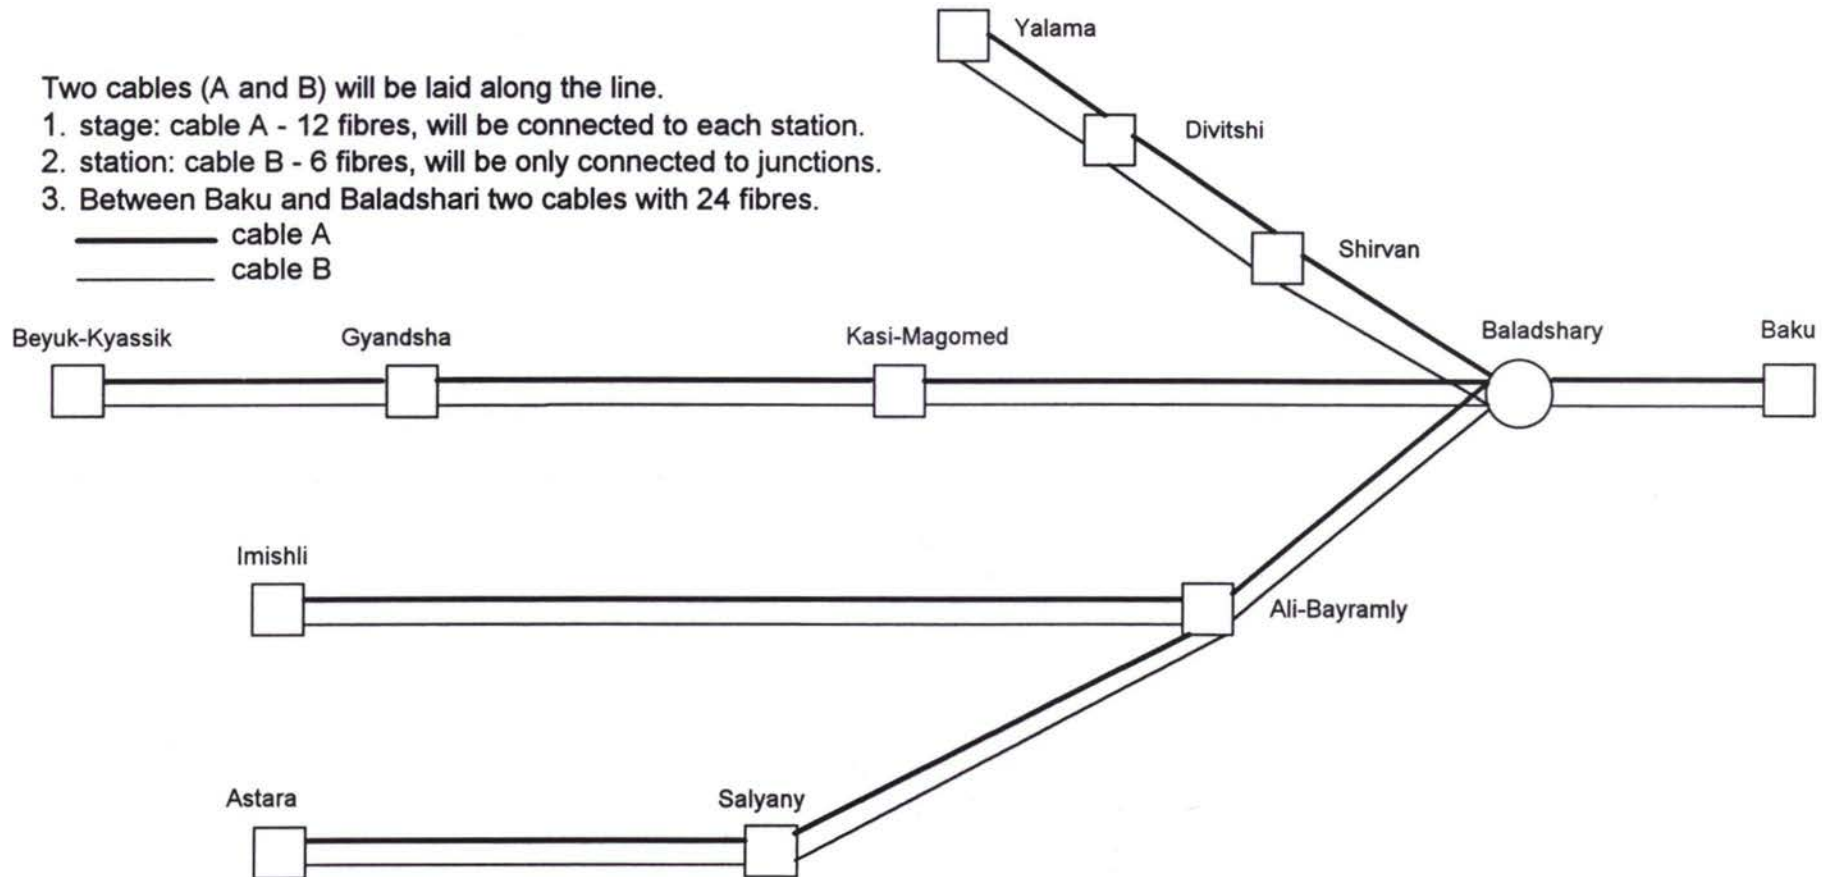 Yalama
Two cables (A and B) will be laid along the line.
1. stage: cable A - 12 fibres, will be connected to each station.
2. station: cable B - 6 fibres, will be only connected to junctions.
3. Between Baku and Baladshari two cables with 24 fibres.
cable A
cable B
Divitshi
Shirvan
Beyuk-Kyassik
Gyandsha
Kasi-Magomed
Baladshary
Baku
Imishli
Ali-Bayramly
Astara
Salyany